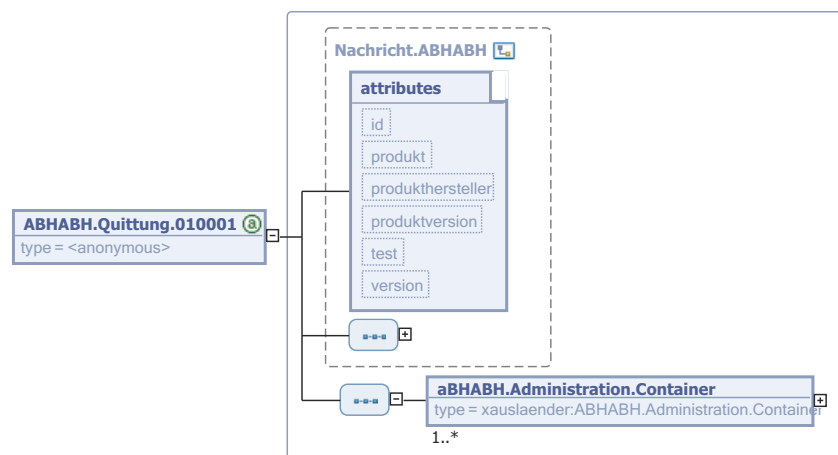 Nachricht.ABHABH
attributes
id
produkt
produkthersteller
produktversion
test
version
ABHABH.Quittung.010001 a
type = <anonymous>
aBHABH.Administration.Container
type = xauslaender:ABHABH.Administration.Container
1..*